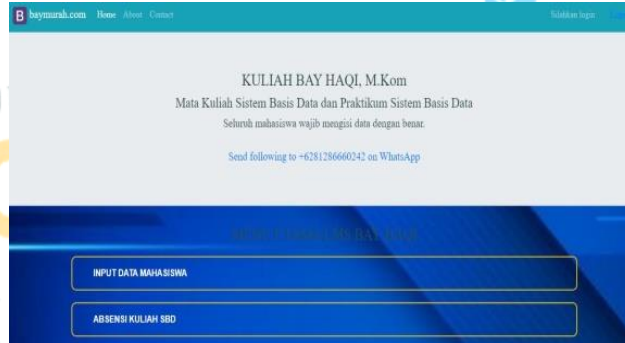 B baymurah.com Home About Contact Silahkan login
KULIAH BAY HAQI, M.Kom
Mata Kuliah Sistem Basis Data dan Praktikum Sistem Basis Data
Seluruh mahasiswa wajib mengisi data dengan benar.
Send following to +6281286660242 on WhatsApp
INPUT DATA MAHASISWA
ABSENSI KULIAH SBD